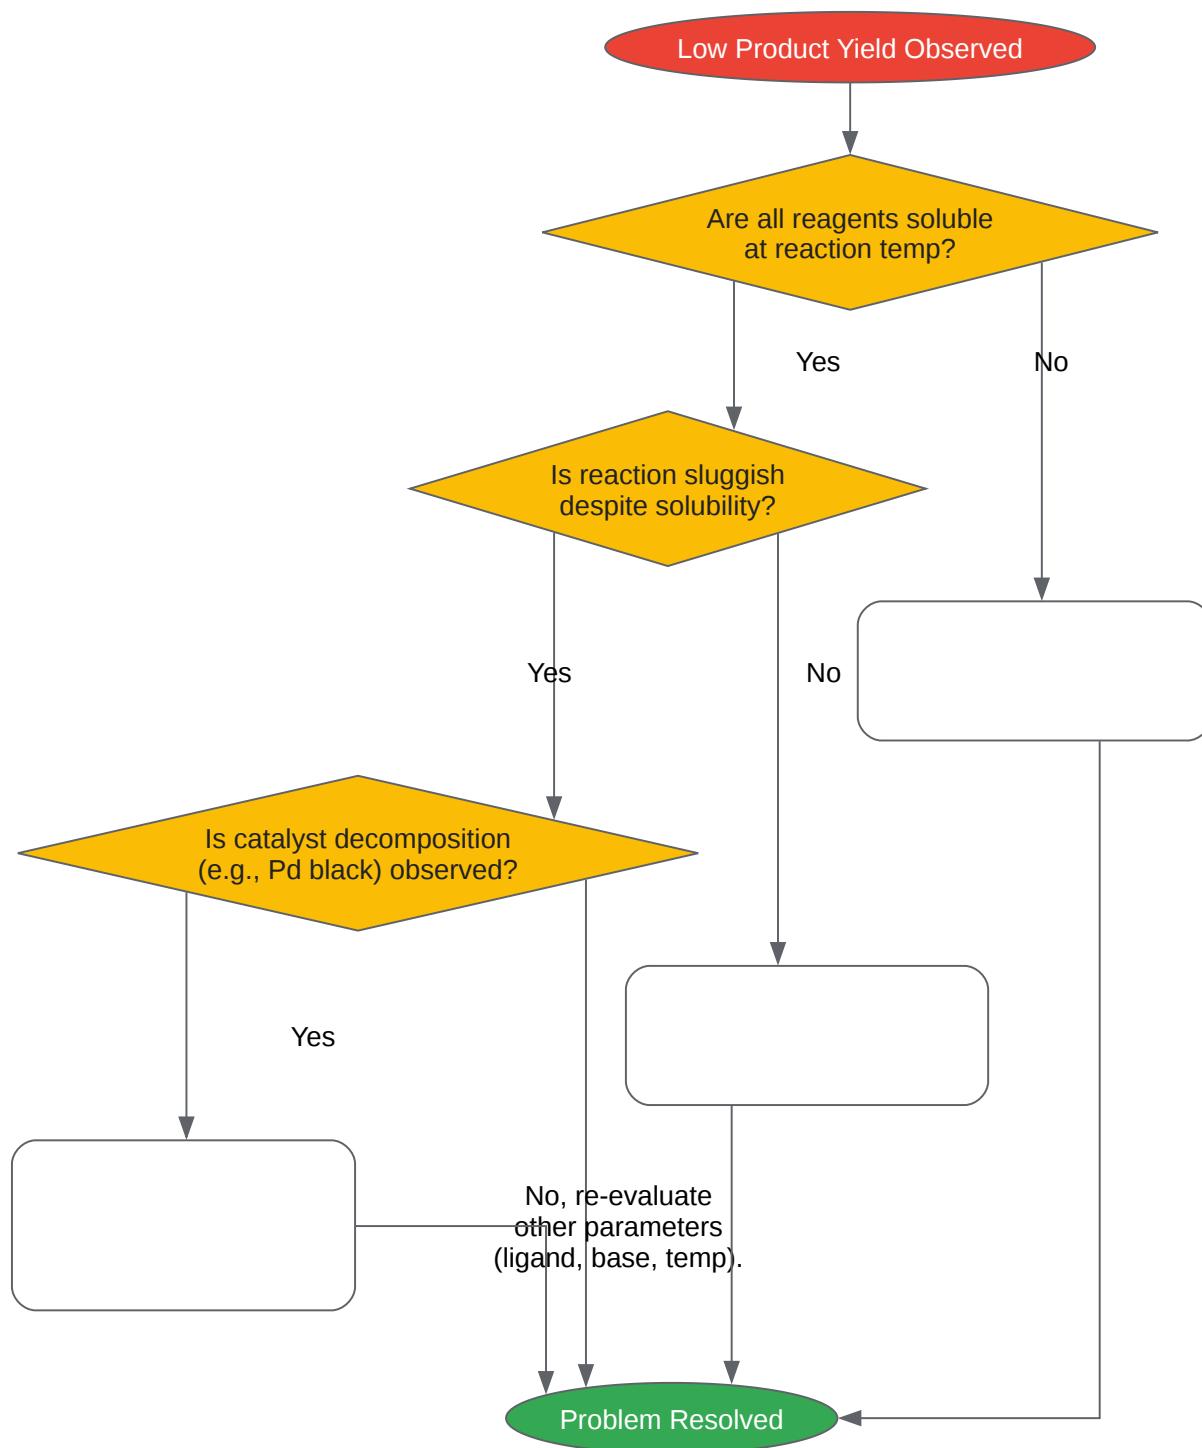 Low Product Yield Observed
Are all reagents soluble
at reaction temp?
Yes
No
Is reaction sluggish
despite solubility?
Yes
No
Is catalyst decomposition
(e.g., Pd black) observed?
Yes
No, re-evaluate
other parameters
(ligand, base, temp).
Problem Resolved